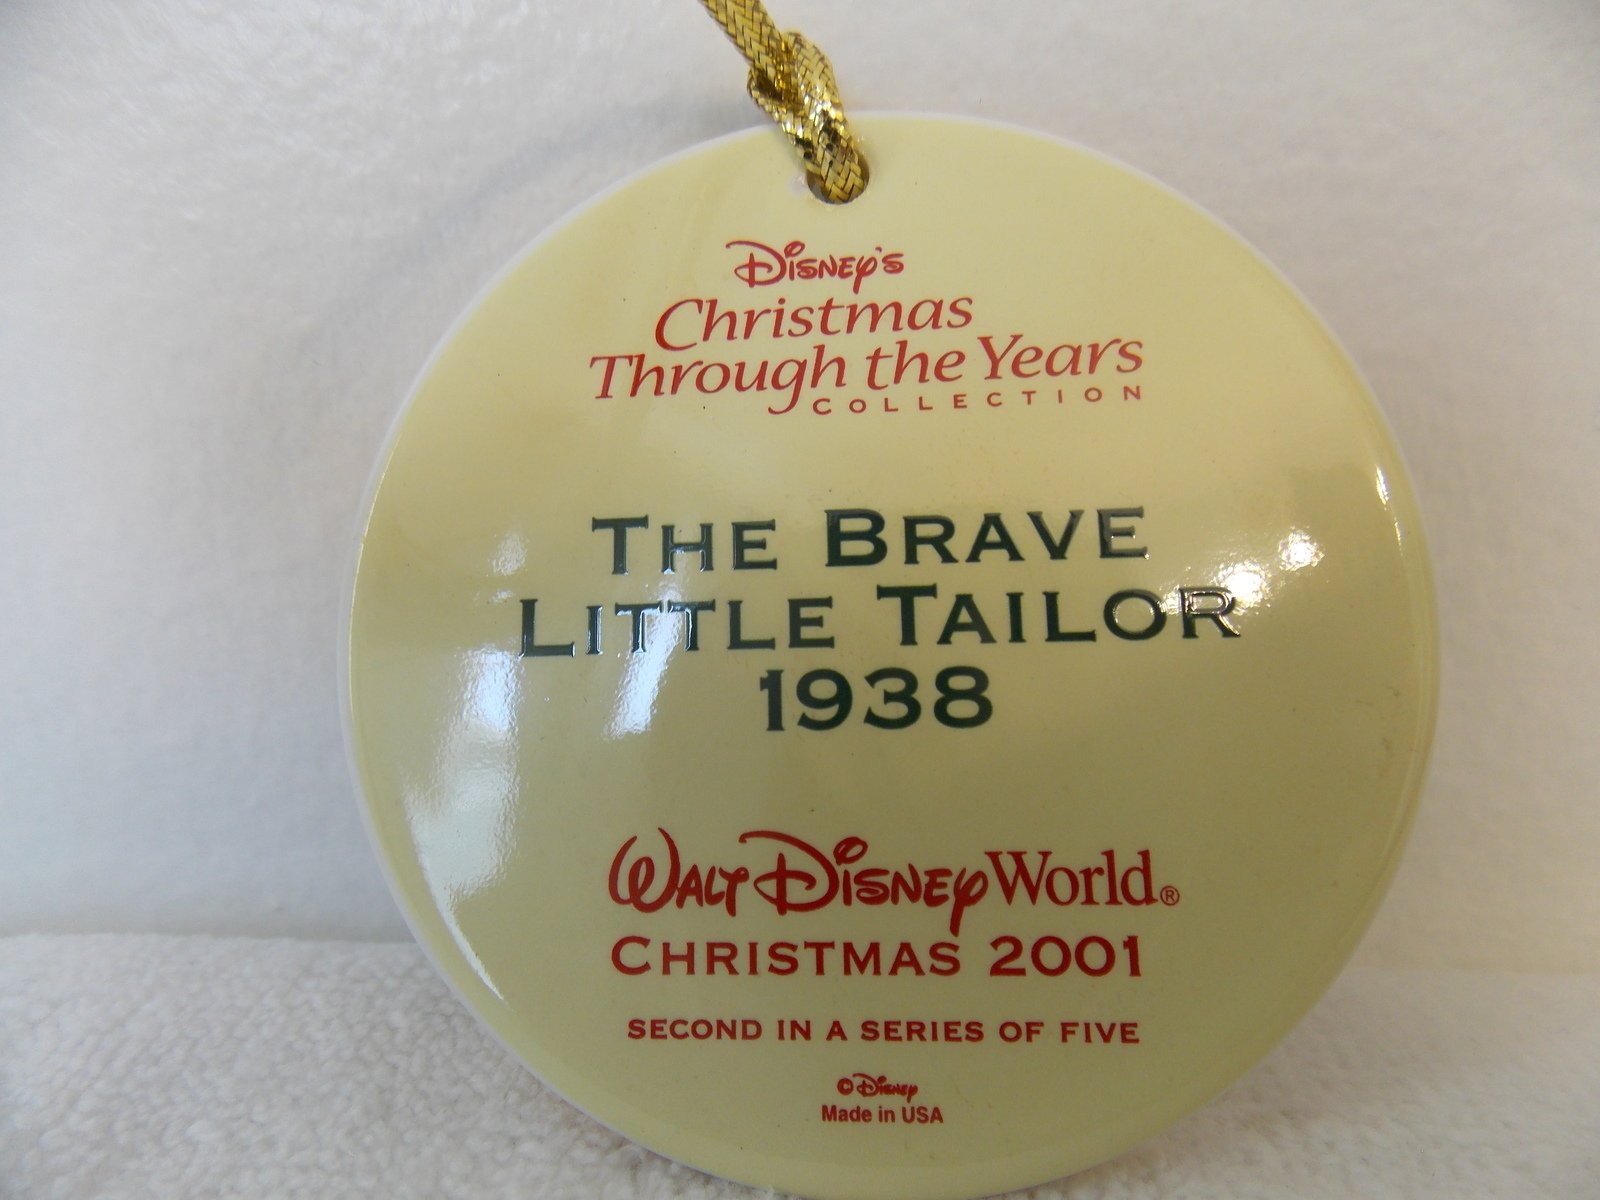 Disney's
Christmas
Through the Years
COLLECTION
THE BRAVE
LITTLE TAILOR
1938
Walt Disney World®
CHRISTMAS 2001
SECOND IN A SERIES OF FIVE
© Disney
Made in USA